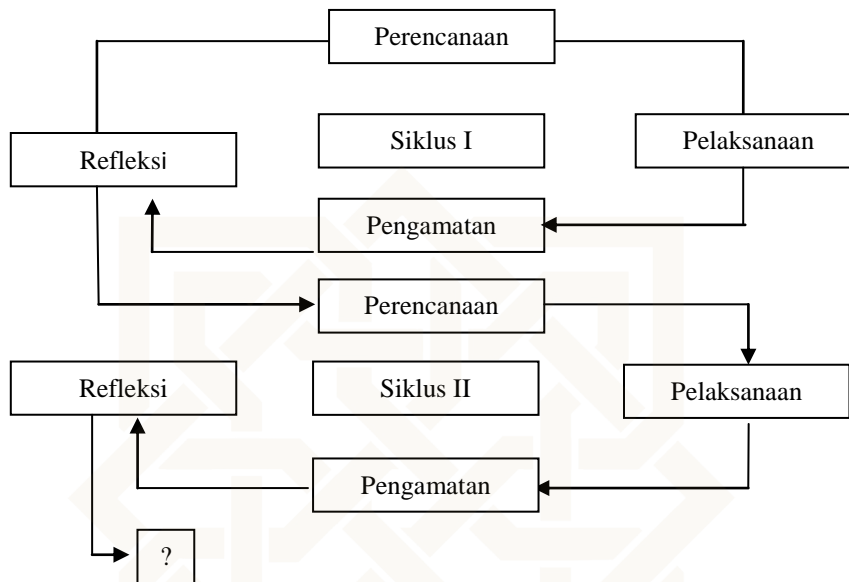 Perencanaan
Siklus I
Pelaksanaan
Refleksi
Pengamatan
Perencanaan
Refleksi
Siklus II
Pelaksanaan
Pengamatan
?